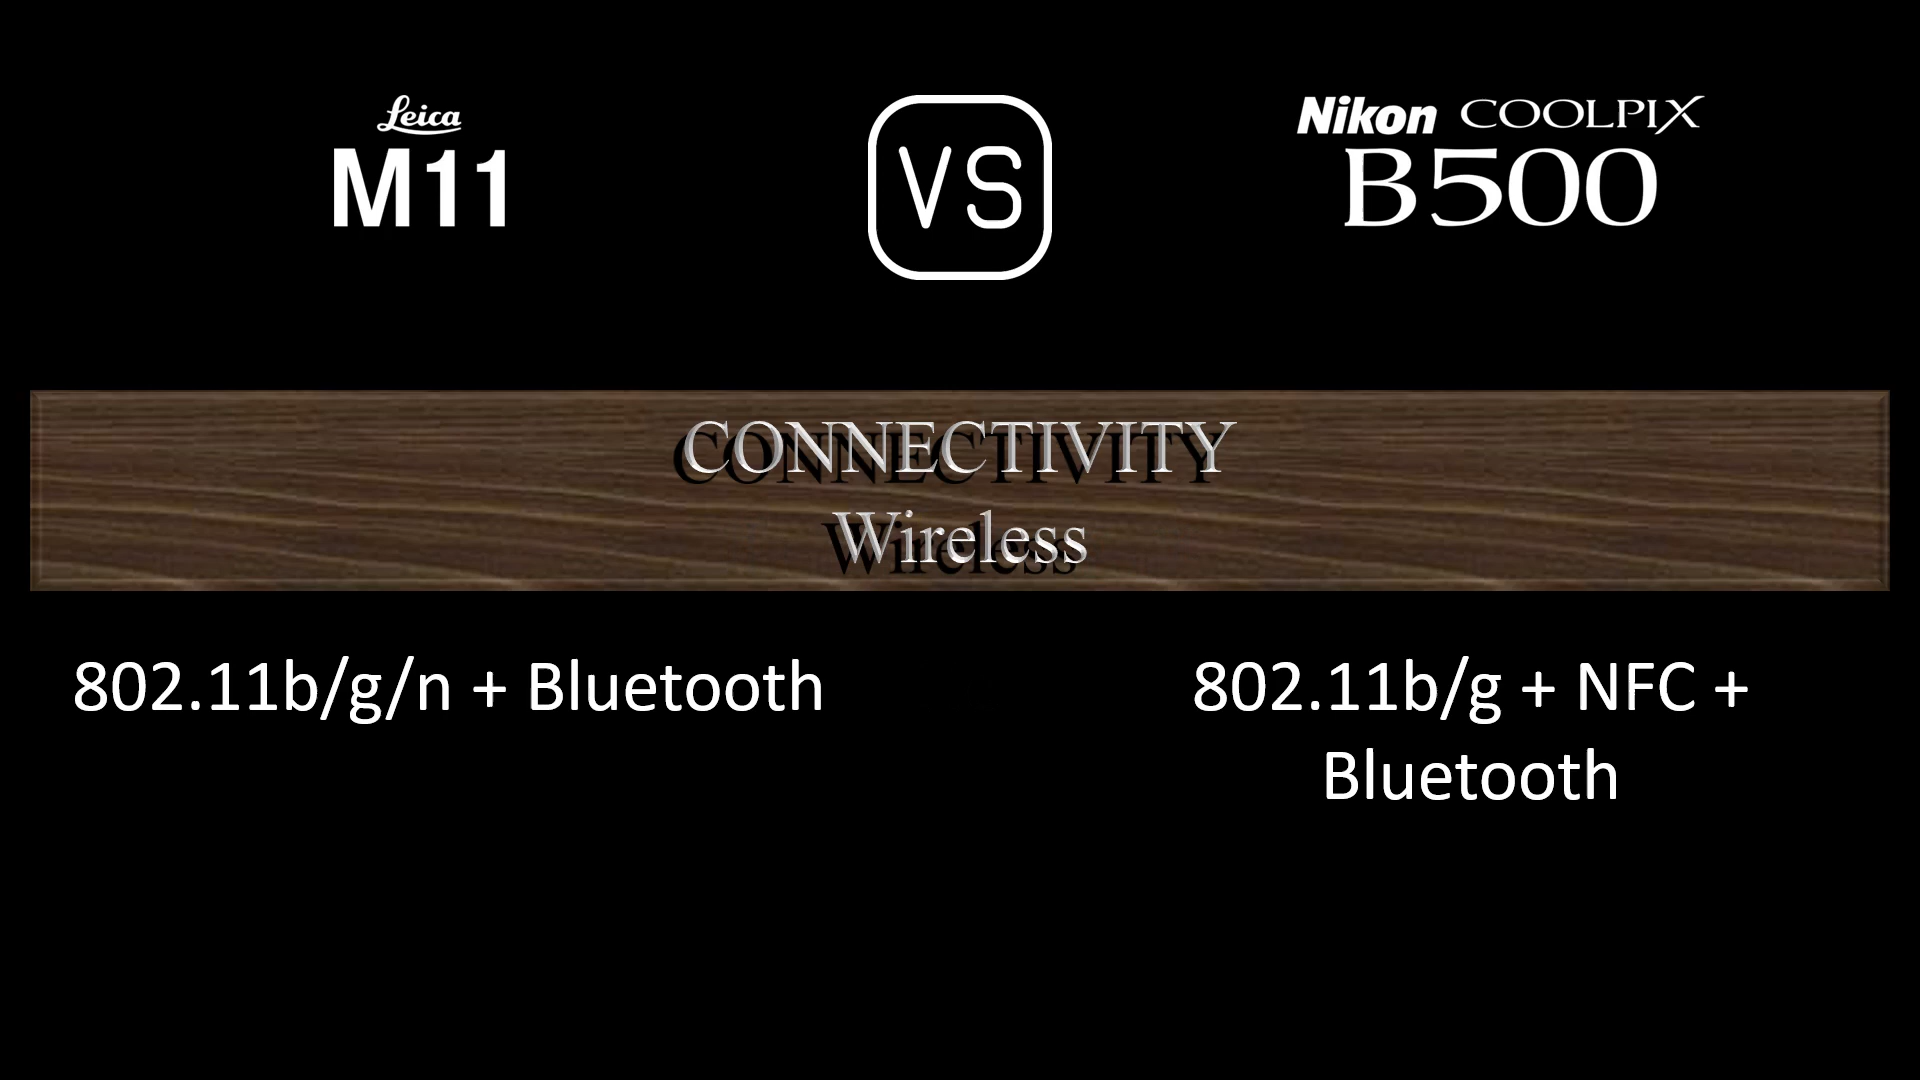 Leica
M11
VS
Nikon COOLPIX
B500
CONNECTIVITY
Wireless
802.11b/g/n + Bluetooth
802.11b/g + NFC +
Bluetooth